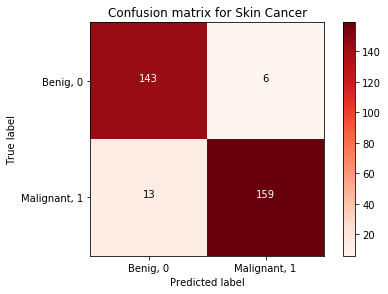 Confusion matrix for Skin Cancer
Benig, 0
143
6
Malignant, 1
13
159
True label
Benig, 0
Malignant, 1
Predicted label
140
120
100
80
60
40
20